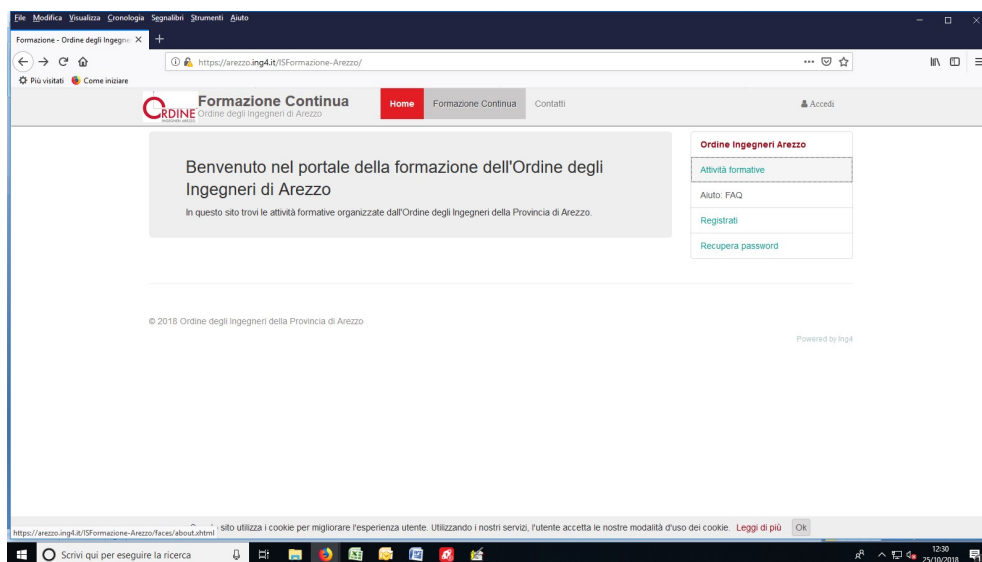 File Modifica Visualizza Cronologia Segnalibri Strumenti Aiuto
Formazione - Ordine degli Ingegne
https://arezzo.ing4.it/ISFormazione-Arezzo/
Più visitati Come iniziare
ORDINE
INGEGNERI AREZZO
Formazione Continua
Ordine degli Ingegneri di Arezzo
Home Formazione Continua Contatti Accedi
Benvenuto nel portale della formazione dell'Ordine degli
Ingegneri di Arezzo
In questo sito trovi le attività formative organizzate dall'Ordine degli Ingegneri della Provincia di Arezzo.
Ordine Ingegneri Arezzo
Attività formative
Aiuto: FAQ
Registrati
Recupera password
© 2018 Ordine degli Ingegneri della Provincia di Arezzo
Powered by Ing4
sito utilizza i cookie per migliorare l'esperienza utente. Utilizzando i nostri servizi, l'utente accetta le nostre modalità d'uso dei cookie. Leggi di più Ok
https://arezzo.ing4.it/ISFormazione-Arezzo/faces/about.xhtml
Scrivi qui per eseguire la ricerca
12:30
25/10/2018